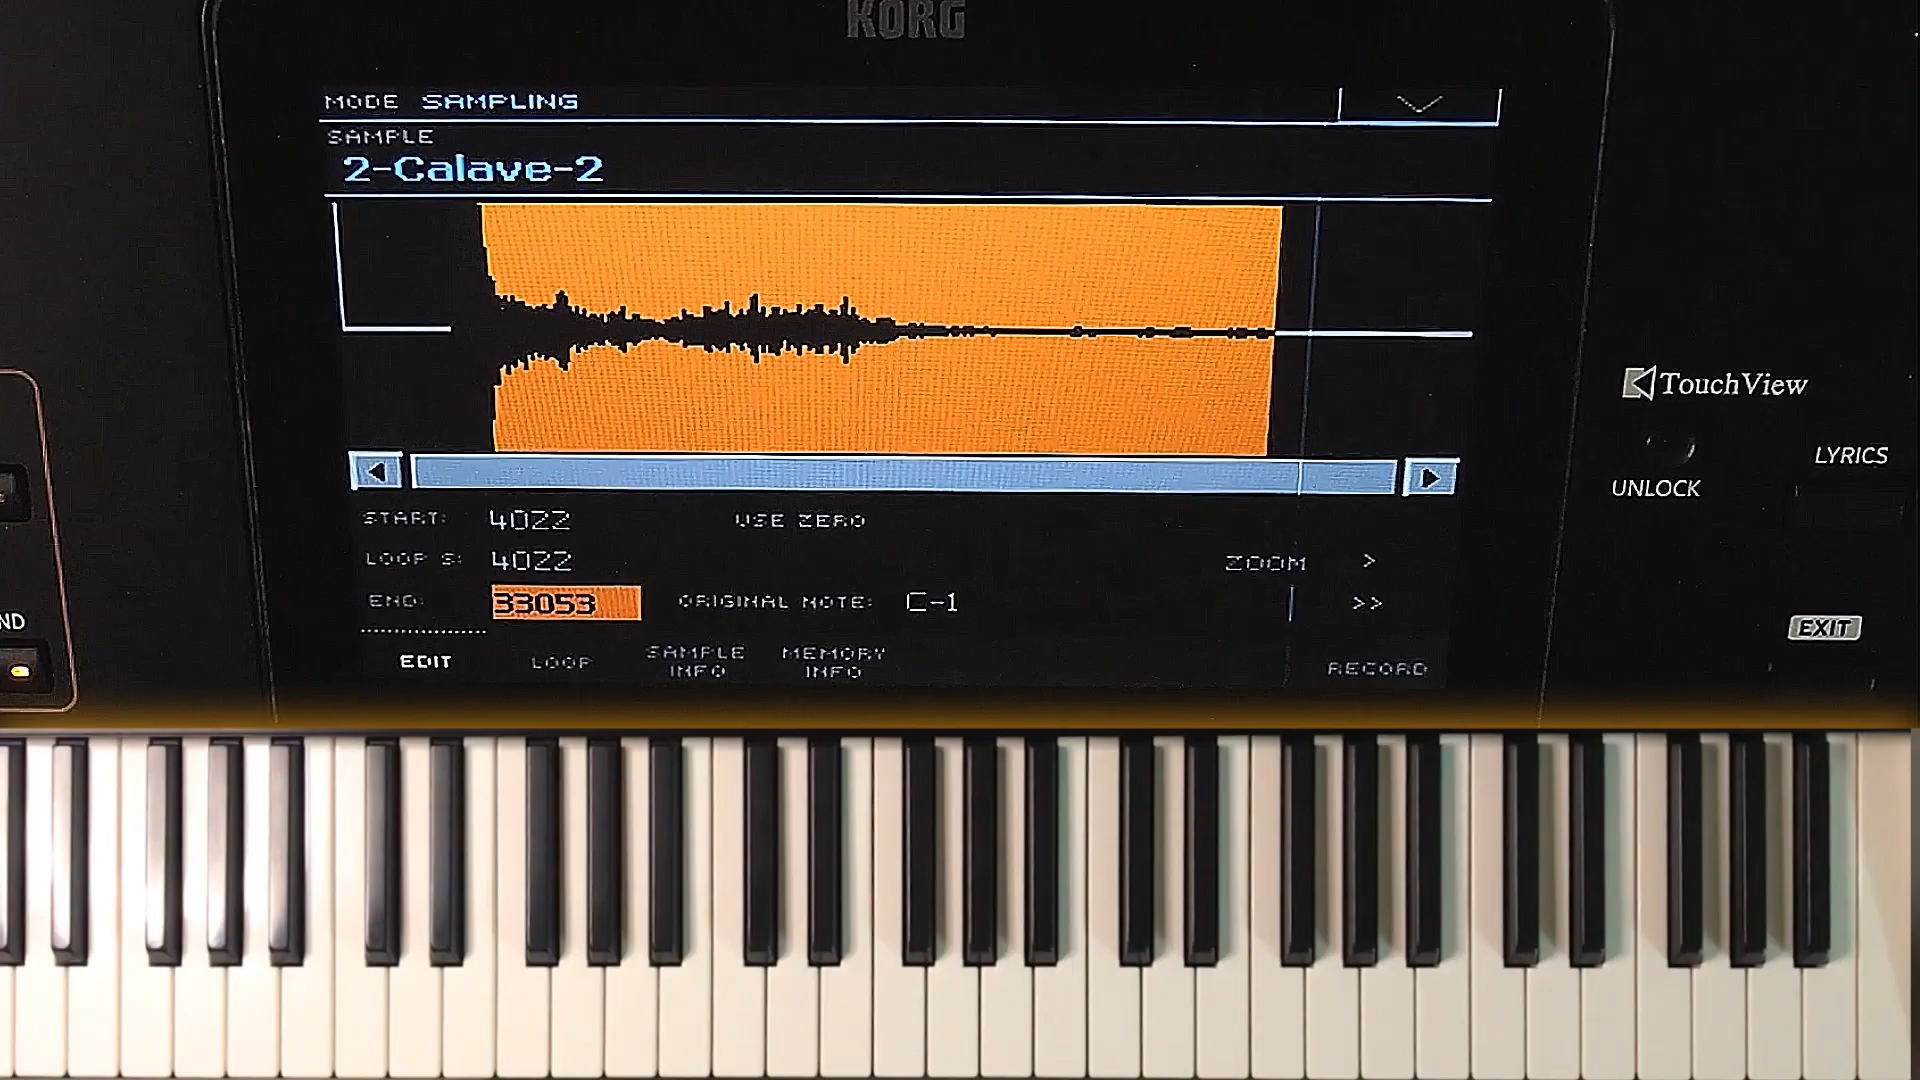 KORG
MODE SAMPLING
SAMPLE
2-Calave-2
TouchView
LYRICS
UNLOCK
START: 4022 USE ZERO
LOOP S: 4022 ZOOM >
END: 33053 ORIGINAL NOTE: C-1 >>
ND
EXIT
EDIT LOOP SAMPLE INFO MEMORY INFO RECORD